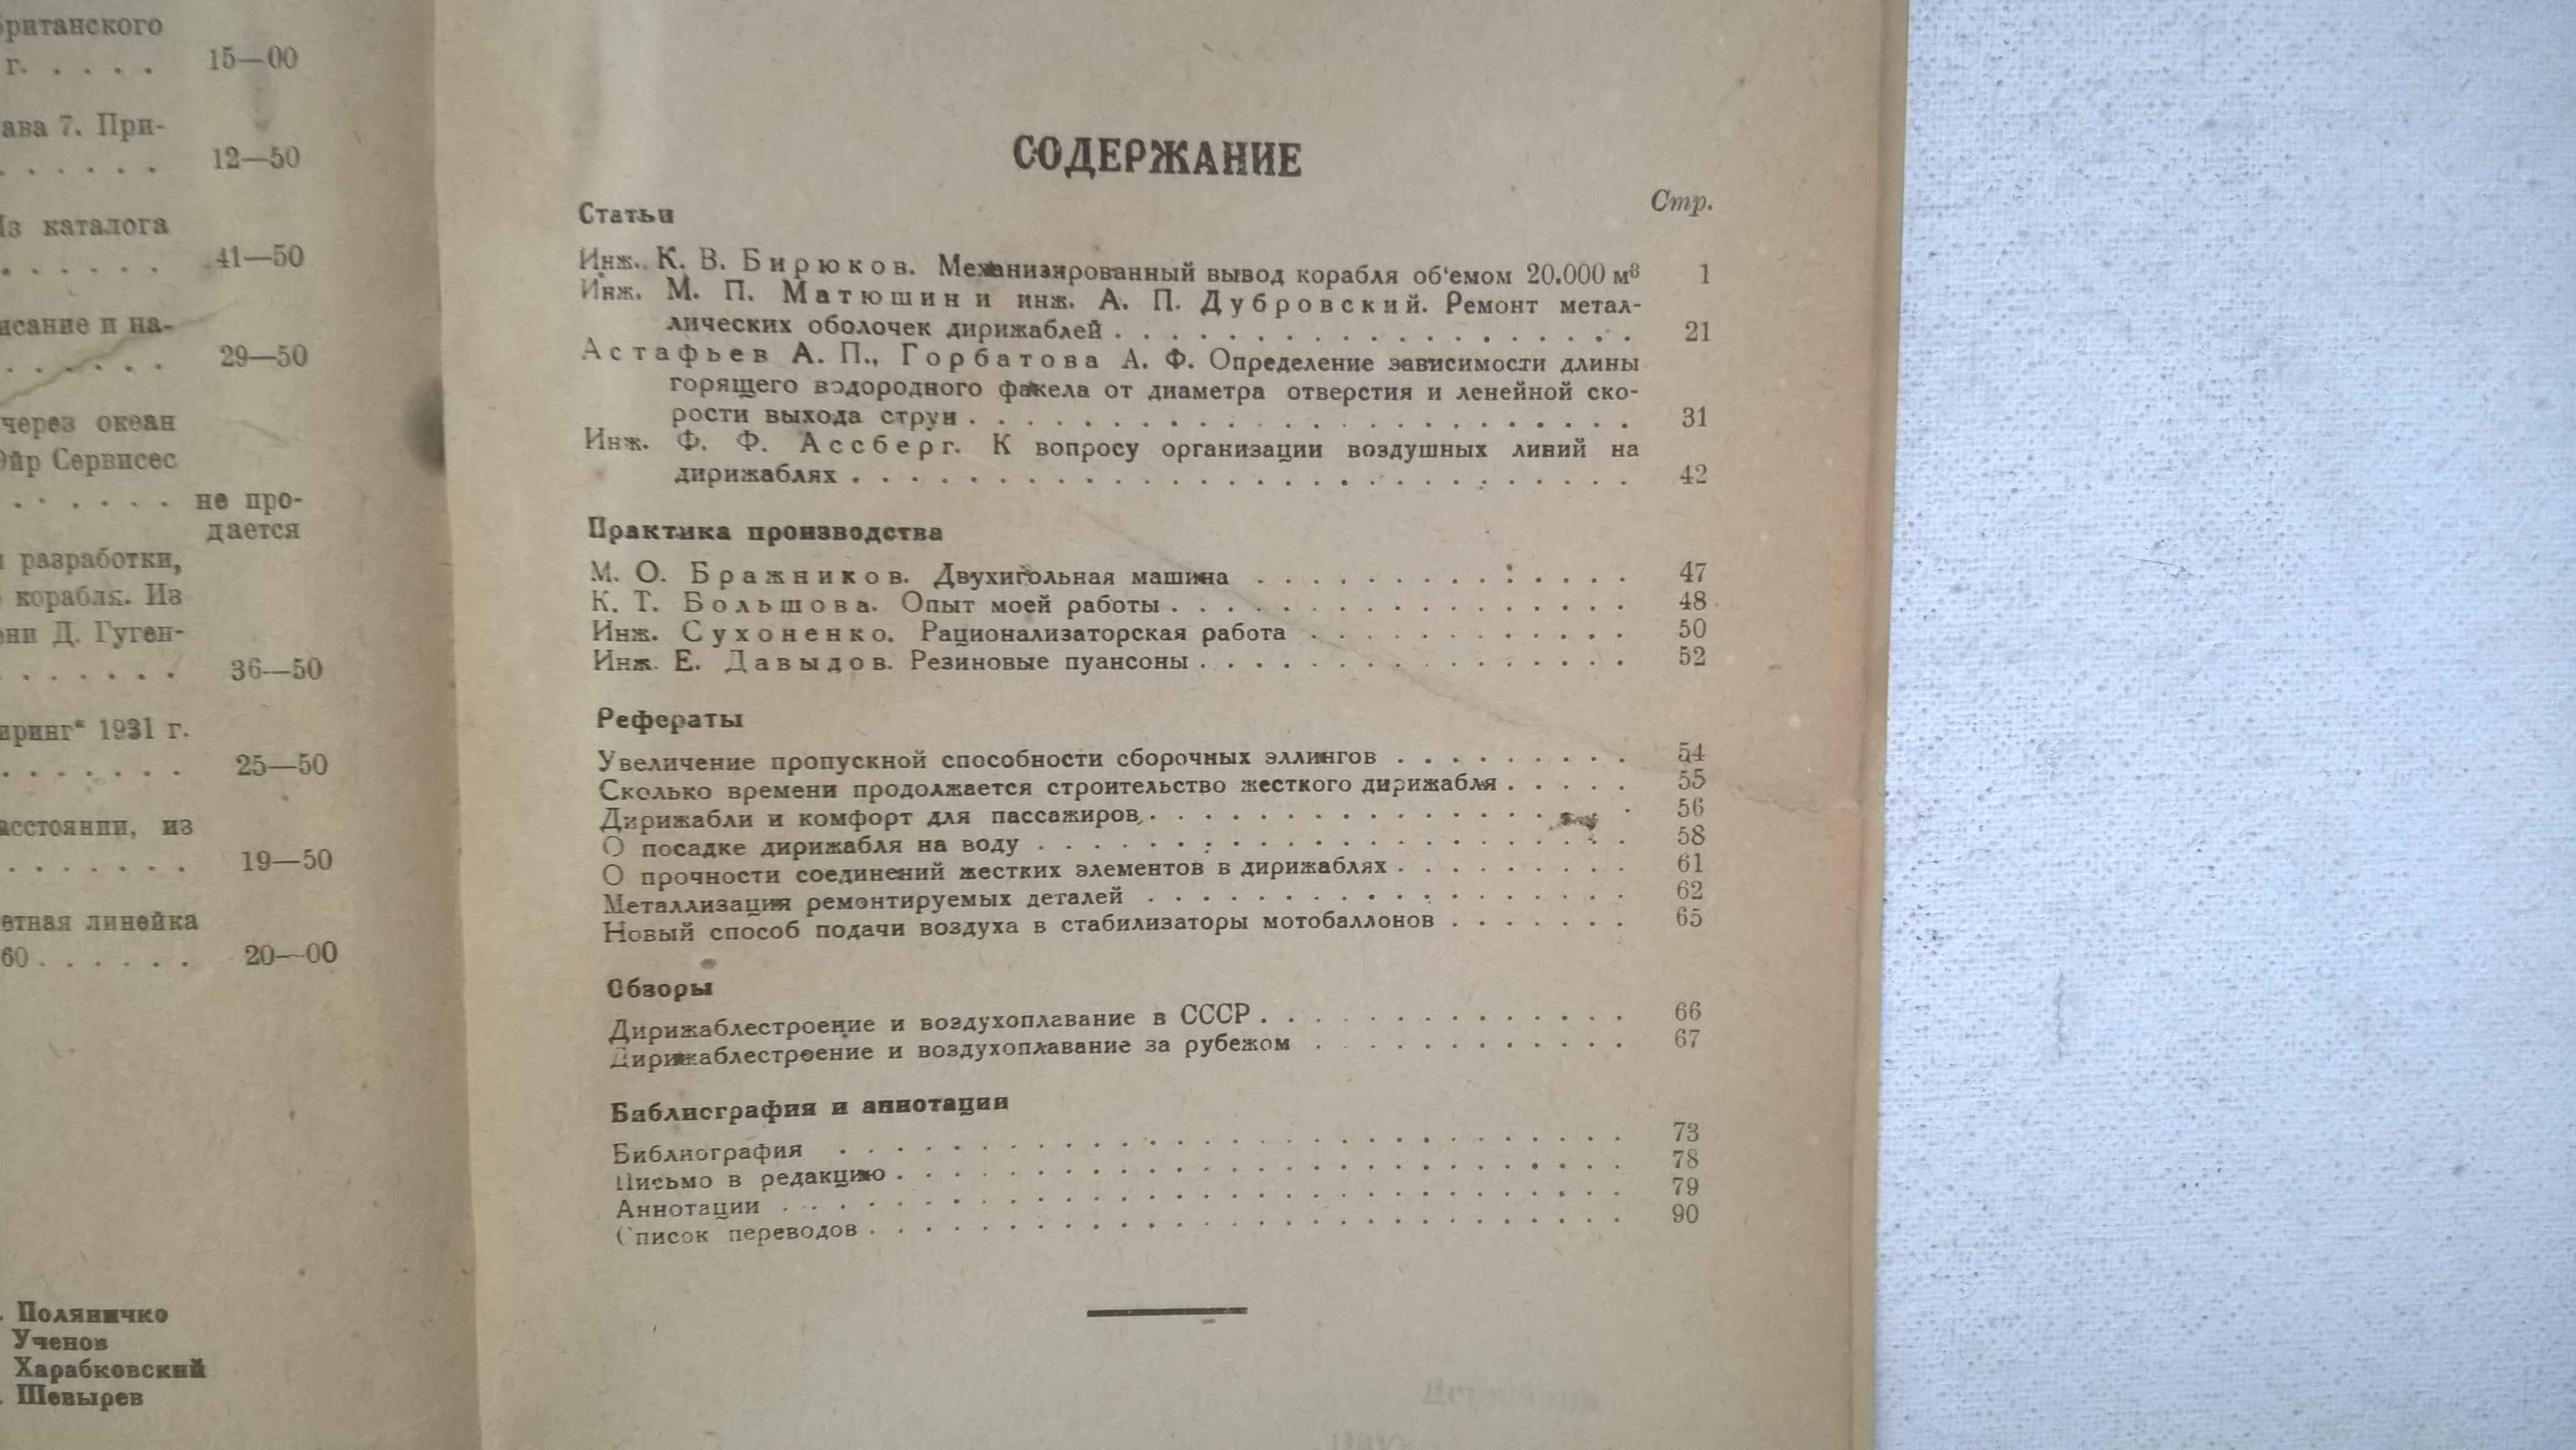 британского
г. . . . . 15—00
ава 7. При-
. . . . . . 12—50
Из каталога
. . . . . . 41—50
исание и на-
. . . . . . 29—50
через океан
Эйр Сервисес
. . . . . . не про-
дается
разработки,
корабля. Из
ени Д. Гуген-
. . . . . . . 36—50
иринг" 1931 г.
. . . . . . . 25—50
асстоянии, из
. . . . . . . 19—50
етная линейка
60 . . . . . . 20—00
Поляничко
Ученов
Харабковский
Шевырев
СОДЕРЖАНИЕ
Стр.
Статьи
Инж. К. В. Бирюков. Механизированный вывод корабля об'емом 20.000 м³ 1
Инж. М. П. Матюшин и инж. А. П. Дубровский. Ремонт метал-
лических оболочек дирижаблей . . . . . . . . . . . . . . . . . . 21
Астафьев А. П., Горбатова А. Ф. Определение зависимости длины
горящего водородного факела от диаметра отверстия и ленейной ско-
рости выхода струи . . . . . . . . . . . . . . . . . . . . . . . 31
Инж. Ф. Ф. Ассберг. К вопросу организации воздушных линий на
дирижаблях . . . . . . . . . . . . . . . . . . . . . . . . . . . 42
Практика производства
М. О. Бражников. Двухигольная машина . . . . . . . . . . . . . . 47
К. Т. Большова. Опыт моей работы . . . . . . . . . . . . . . . . . 48
Инж. Сухоненко. Рационализаторская работа . . . . . . . . . . . . 50
Инж. Е. Давыдов. Резиновые пуансоны . . . . . . . . . . . . . . . . 52
Рефераты
Увеличение пропускной способности сборочных эллингов . . . . . . . . . 54
Сколько времени продолжается строительство жесткого дирижабля . . . . . 55
Дирижабли и комфорт для пассажиров . . . . . . . . . . . . . . . . 56
О посадке дирижабля на воду . . . . . . . . . . . . . . . . . . . . . 58
О прочности соединений жестких элементов в дирижаблях . . . . . . . . . 61
Металлизация ремонтируемых деталей . . . . . . . . . . . . . . . . . 62
Новый способ подачи воздуха в стабилизаторы мотобаллонов . . . . . . . 65
Обзоры
Дирижаблестроение и воздухоплавание в СССР . . . . . . . . . . . . . 66
Дирижаблестроение и воздухоплавание за рубежом . . . . . . . . . . . . 67
Библисграфия и аннотации
Библиография . . . . . . . . . . . . . . . . . . . . . . . . . . . . 73
Письмо в редакцию . . . . . . . . . . . . . . . . . . . . . . . . . . 78
Аннотации . . . . . . . . . . . . . . . . . . . . . . . . . . . . . . 79
Список переводов . . . . . . . . . . . . . . . . . . . . . . . . . . . 90